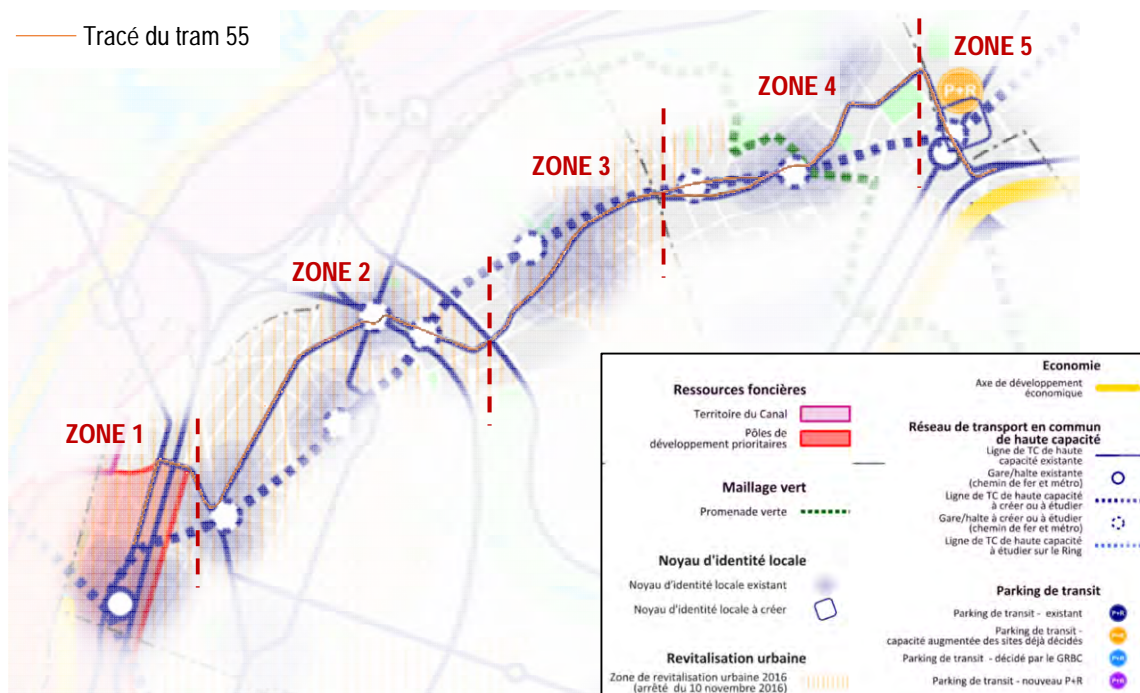 Tracé du tram 55
ZONE 5
P+R
ZONE 4
ZONE 3
ZONE 2
ZONE 1
Ressources foncières
Territoire du Canal
Pôles de
développement prioritaires
Maillage vert
Promenade verte
Noyau d'identité locale
Noyau d'identité locale existant
Noyau d'identité locale à créer
Revitalisation urbaine
Zone de revitalisation urbaine 2016
(arrêté du 10 novembre 2016)
Economie
Axe de développement
économique
Réseau de transport en commun
de haute capacité
Ligne de TC de haute
capacité existante
Gare/halte existante
(chemin de fer et métro)
Ligne de TC de haute capacité
à créer ou à étudier
Gare/halte à créer ou à étudier
(chemin de fer et métro)
Ligne de TC de haute capacité
à étudier sur le Ring
Parking de transit
Parking de transit - existant
P+R
Parking de transit -
capacité augmentée des sites déjà décidés
P+R
Parking de transit - décidé par le GRBC
P+R
Parking de transit - nouveau P+R
P+R